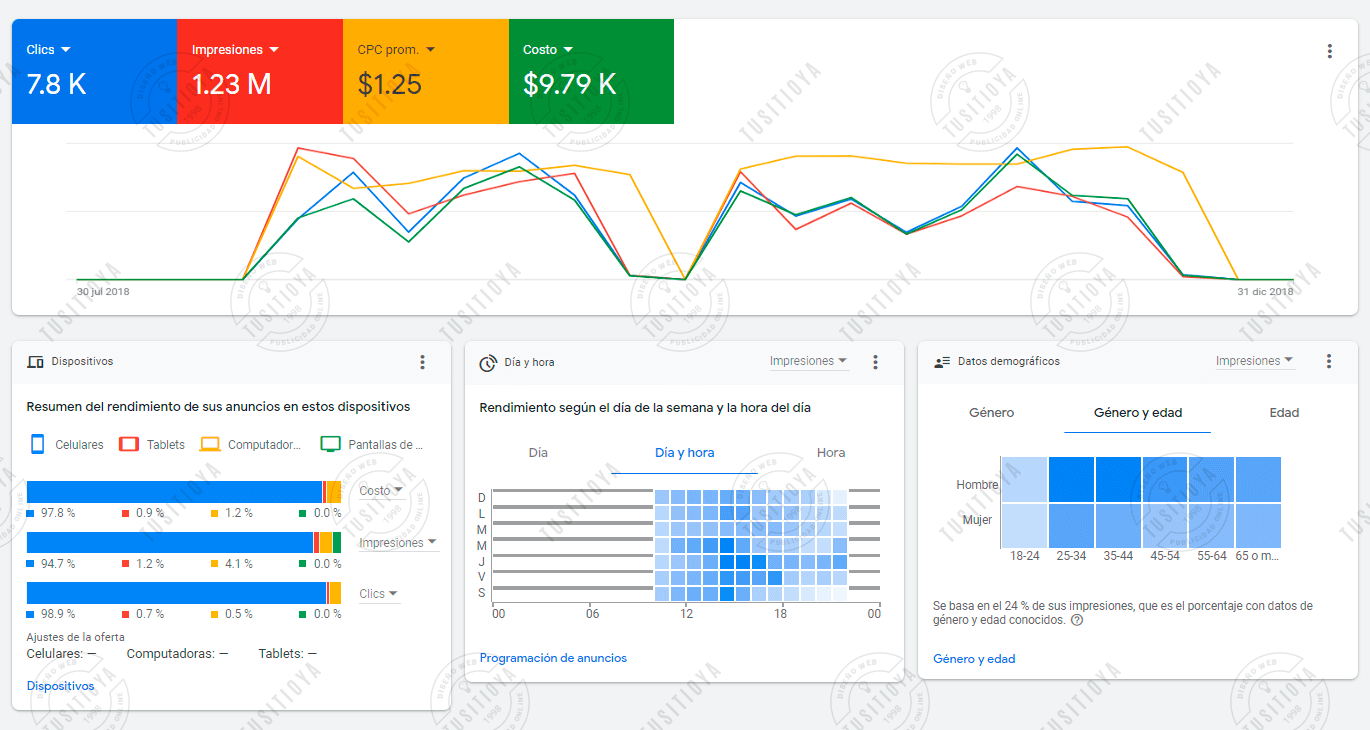 Clics Impresiones CPC prom. Costo
7.8 K 1.23 M $1.25 $9.79 K
30 jul 2018 31 dic 2018
Dispositivos
Resumen del rendimiento de sus anuncios en estos dispositivos
Celulares Tablets Computador... Pantallas de ...
Costo
97.8 % 0.9 % 1.2 % 0.0 %
Impresiones
94.7 % 1.2 % 4.1 % 0.0 %
Clics
98.9 % 0.7 % 0.5 % 0.0 %
Ajustes de la oferta
Celulares: — Computadoras: — Tablets: —
Dispositivos
Día y hora Impresiones
Rendimiento según el día de la semana y la hora del día
Día Día y hora Hora
D
L
M
M
J
V
S
00 06 12 18 00
Programación de anuncios
Datos demográficos Impresiones
Género Género y edad Edad
Hombre
Mujer
18-24 25-34 35-44 45-54 55-64 65 o m...
Se basa en el 24 % de sus impresiones, que es el porcentaje con datos de
género y edad conocidos.
Género y edad
DISEÑO WEB
TUSITIOYA
1998
PUBLICIDAD ONLINE